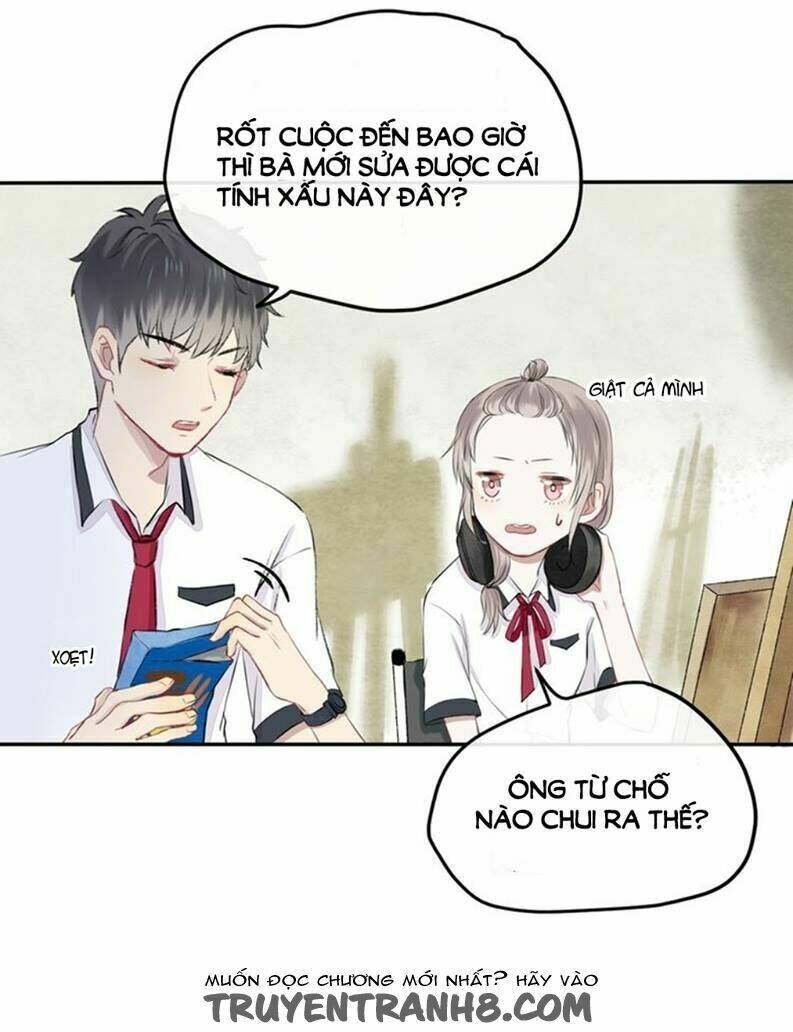 RỐT CUỘC ĐẾN BAO GIỜ
THÌ BÀ MỚI SỬA ĐƯỢC CÁI
TÍNH XẤU NÀY ĐÂY?
GIẬT CẢ MÌNH
XOẸT!
ÔNG TỪ CHỖ
NÀO CHUI RA THẾ?
MUỐN ĐỌC CHƯƠNG MỚI NHẤT? HÃY VÀO
TRUYENTRANH8.COM